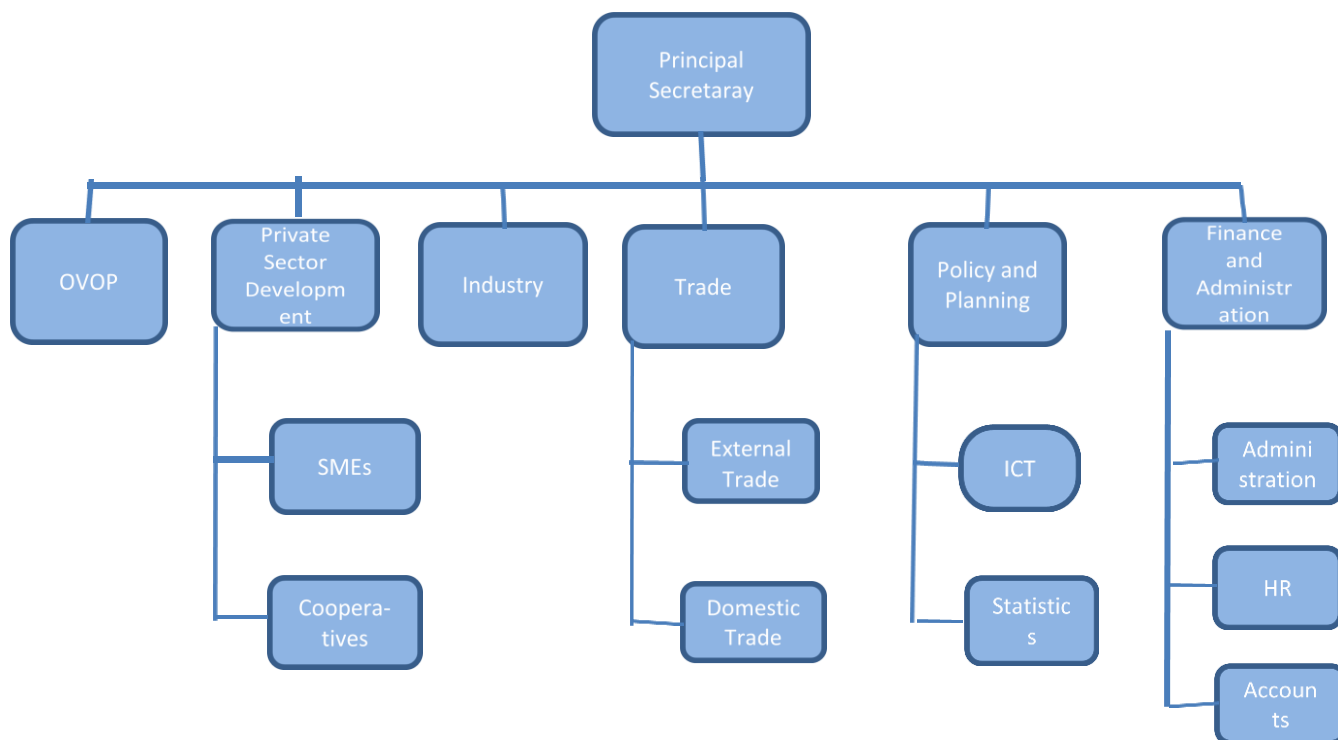 Principal
Secretaray
OVOP
Private
Sector
Developm
ent
Industry
Trade
Policy and
Planning
Finance
and
Administr
ation
SMEs
External
Trade
ICT
Admini
stration
HR
Coopera-
tives
Domestic
Trade
Statistic
s
Accoun
ts